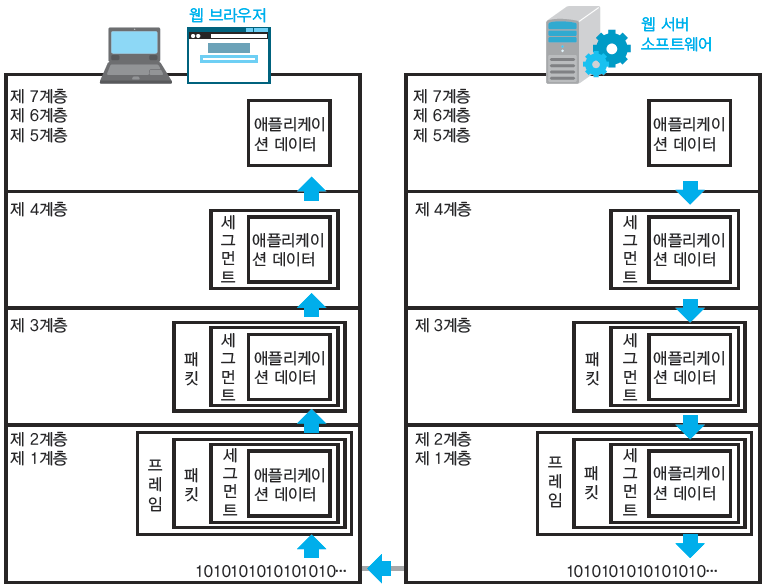 웹 브라우저
제 7계층
제 6계층
제 5계층
애플리케이
션 데이터
제 4계층
세그먼트
애플리케이
션 데이터
제 3계층
패킷
세그먼트
애플리케이
션 데이터
제 2계층
제 1계층
프레임
패킷
세그먼트
애플리케이
션 데이터
1010101010101010···
웹 서버
소프트웨어
제 7계층
제 6계층
제 5계층
애플리케이
션 데이터
제 4계층
세그먼트
애플리케이
션 데이터
제 3계층
패킷
세그먼트
애플리케이
션 데이터
제 2계층
제 1계층
프레임
패킷
세그먼트
애플리케이
션 데이터
1010101010101010···